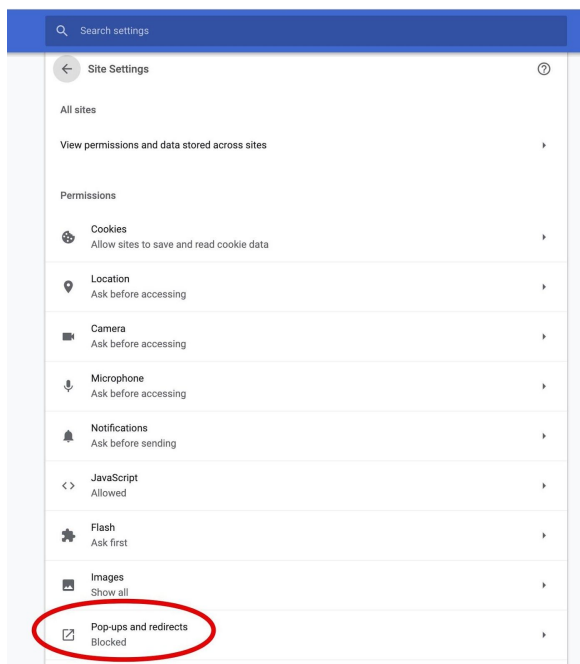 Search settings
Site Settings
All sites
View permissions and data stored across sites
Permissions
Cookies
Allow sites to save and read cookie data
Location
Ask before accessing
Camera
Ask before accessing
Microphone
Ask before accessing
Notifications
Ask before sending
JavaScript
Allowed
Flash
Ask first
Images
Show all
Pop-ups and redirects
Blocked